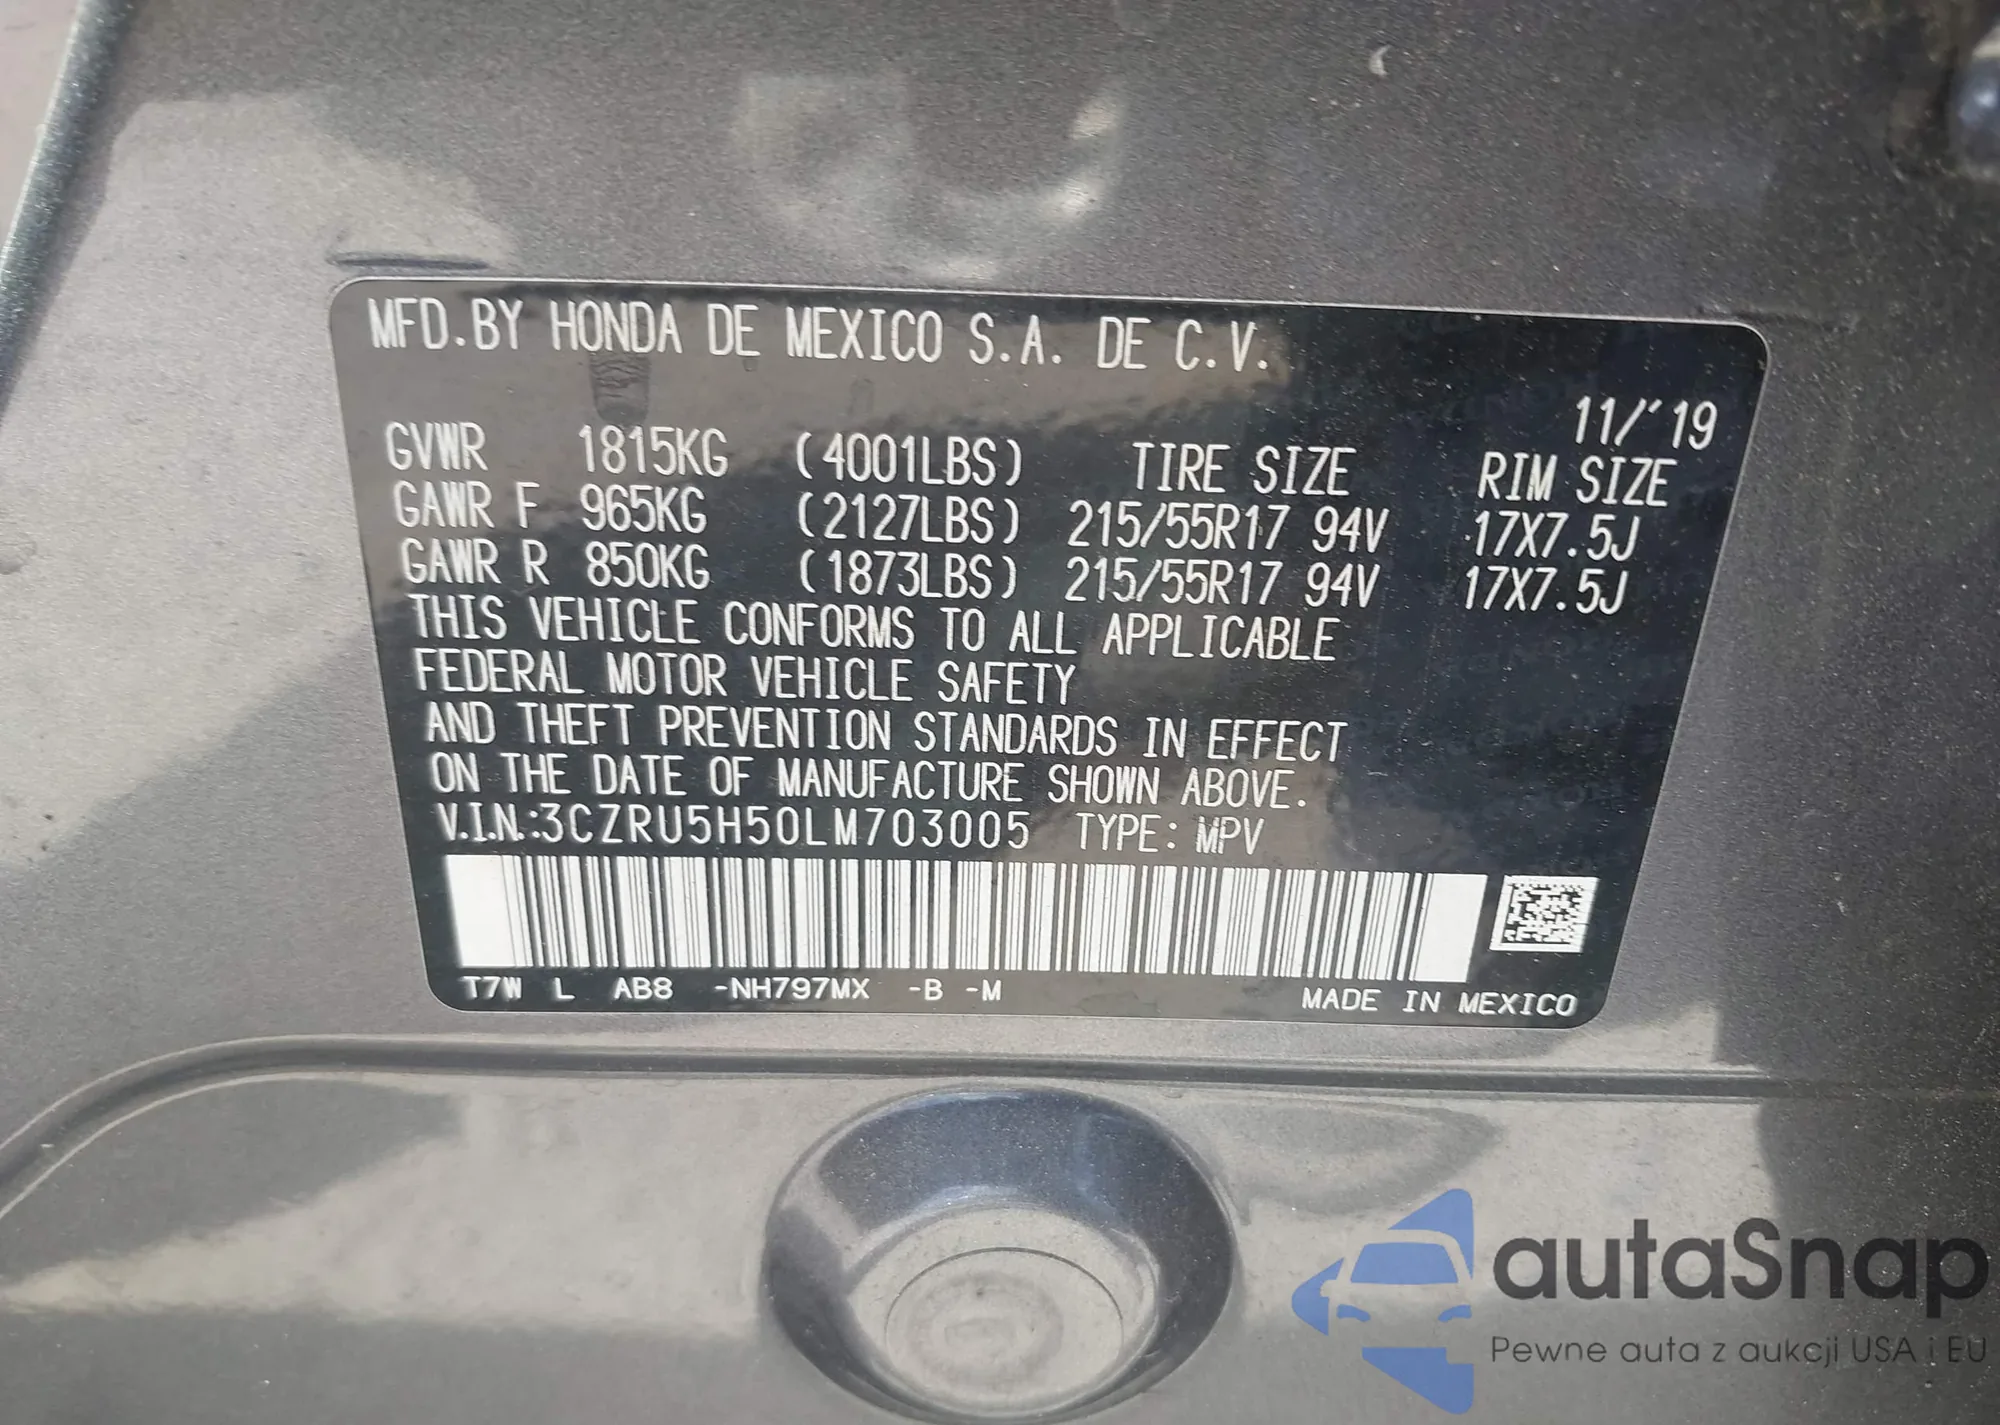 MFD.BY HONDA DE MEXICO S.A. DE C.V.
11/'19
GVWR 1815KG (4001LBS) TIRE SIZE RIM SIZE
GAWR F 965KG (2127LBS) 215/55R17 94V 17X7.5J
GAWR R 850KG (1873LBS) 215/55R17 94V 17X7.5J
THIS VEHICLE CONFORMS TO ALL APPLICABLE
FEDERAL MOTOR VEHICLE SAFETY
AND THEFT PREVENTION STANDARDS IN EFFECT
ON THE DATE OF MANUFACTURE SHOWN ABOVE.
V.I.N.:3CZRU5H50LM703005 TYPE: MPV
T7W L AB8 -NH797MX -B -M MADE IN MEXICO
autaSnap
Pewne auta z aukcji USA i EU